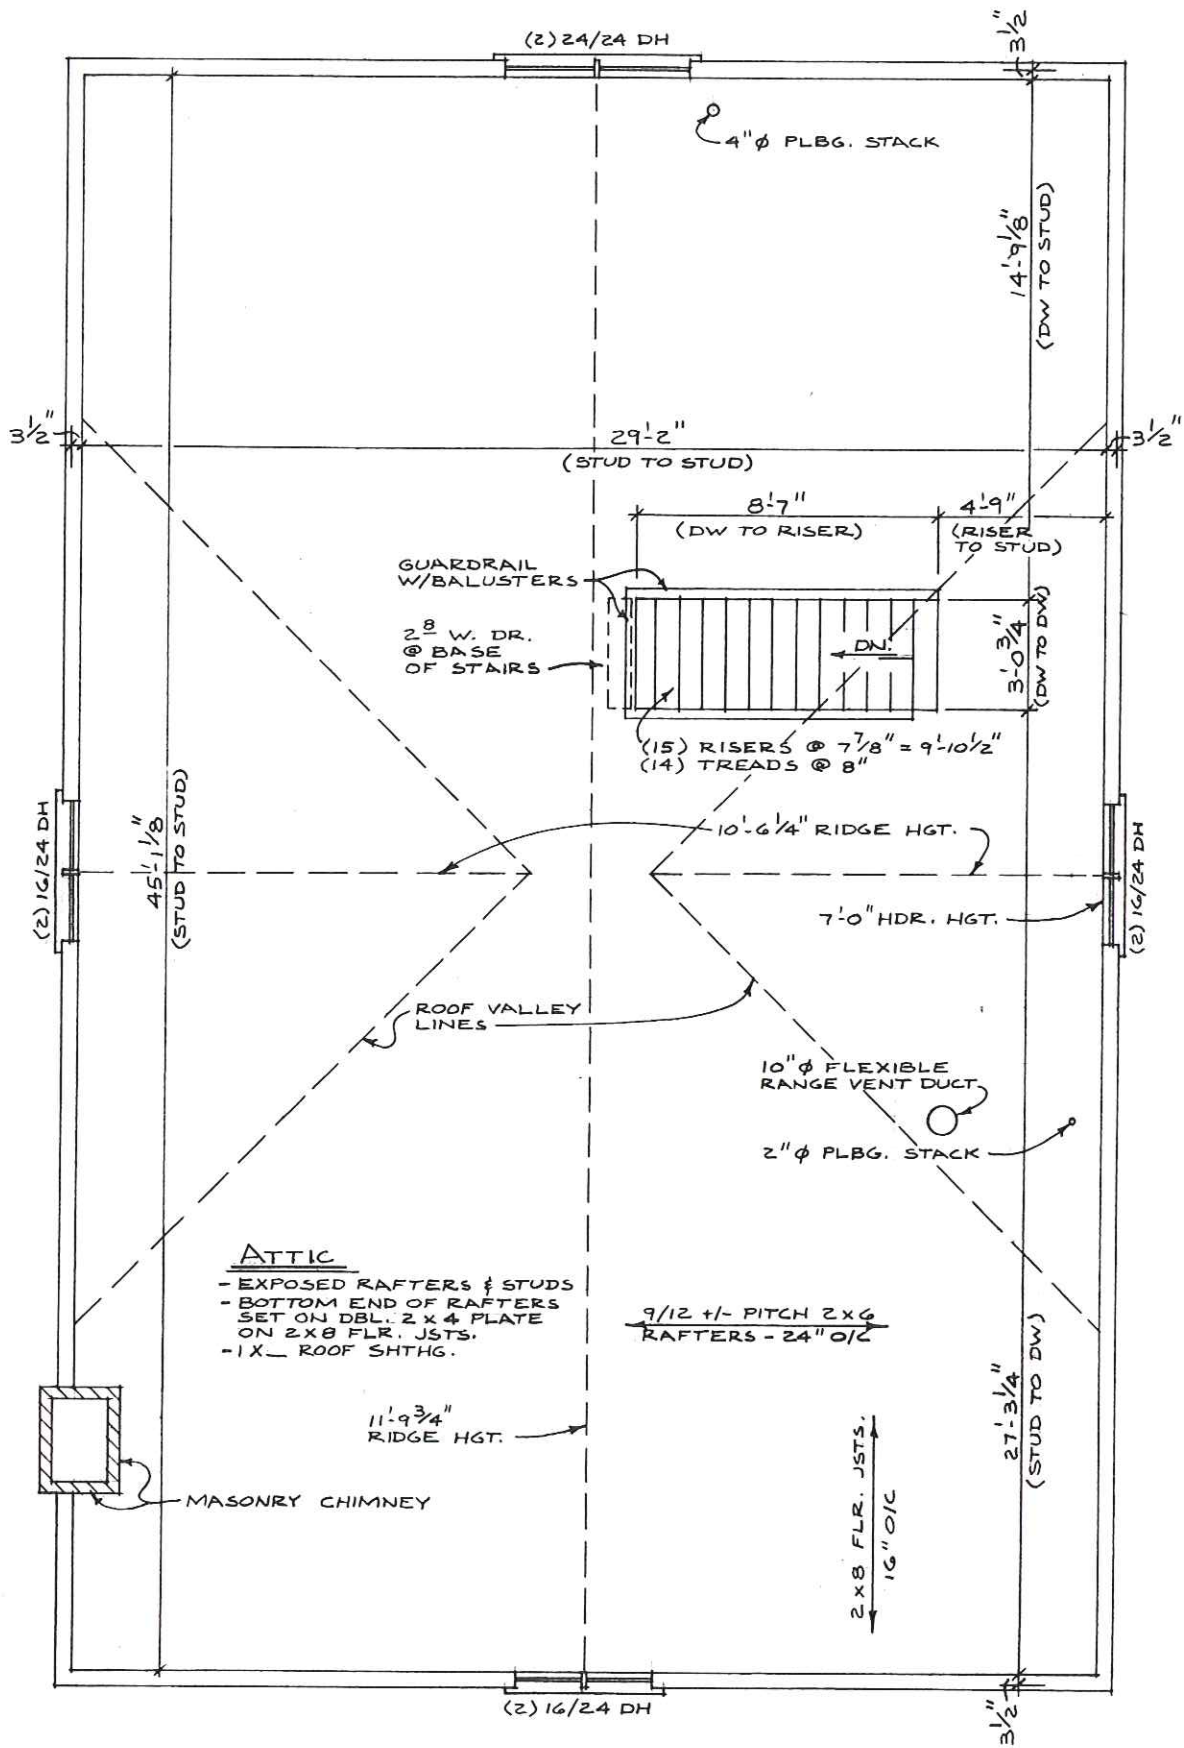 (2) 24/24 DH
3 1/2"
4"φ PLBG. STACK
14'-9 1/8"
(DW TO STUD)
3 1/2"
29'-2"
(STUD TO STUD)
3 1/2"
8'-7"
(DW TO RISER)
4'-9"
(RISER
TO STUD)
GUARDRAIL
W/BALUSTERS
2 8 W. DR.
@ BASE
OF STAIRS
DN.
3'-0 3/4"
(DW TO DW)
(15) RISERS @ 7 7/8" = 9'-10 1/2"
(14) TREADS @ 8"
(2) 16/24 DH
45'-1 1/8"
(STUD TO STUD)
10'-6 1/4" RIDGE HGT.
7'-0" HDR. HGT.
(2) 16/24 DH
ROOF VALLEY
LINES
10"φ FLEXIBLE
RANGE VENT DUCT
2"φ PLBG. STACK
ATTIC
- EXPOSED RAFTERS & STUDS
- BOTTOM END OF RAFTERS
SET ON DBL. 2 X 4 PLATE
ON 2X8 FLR. JSTS.
- 1 X_ ROOF SHTHG.
9/12 +/- PITCH 2X6
RAFTERS - 24" O/C
11'-9 3/4"
RIDGE HGT.
27'-3 1/4"
(STUD TO DW)
2 X 8 FLR. JSTS.
16" O/C
MASONRY CHIMNEY
(2) 16/24 DH
3 1/2"